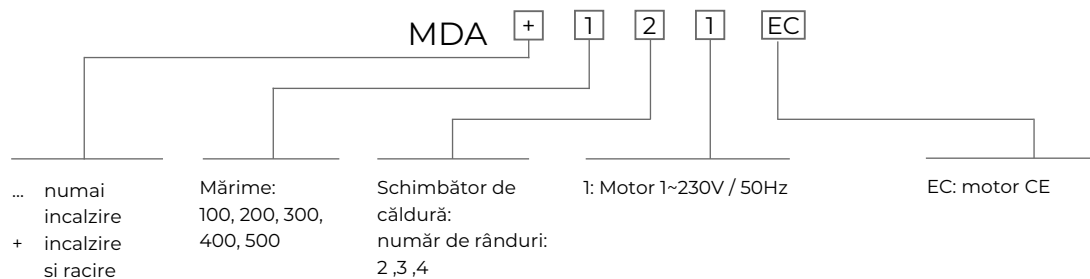 MDA + 1 2 1 EC
... numai
incalzire
+ incalzire
si racire
Mărime:
100, 200, 300,
400, 500
Schimbător de
căldură:
număr de rânduri:
2 ,3 ,4
1: Motor 1~230V / 50Hz
EC: motor CE